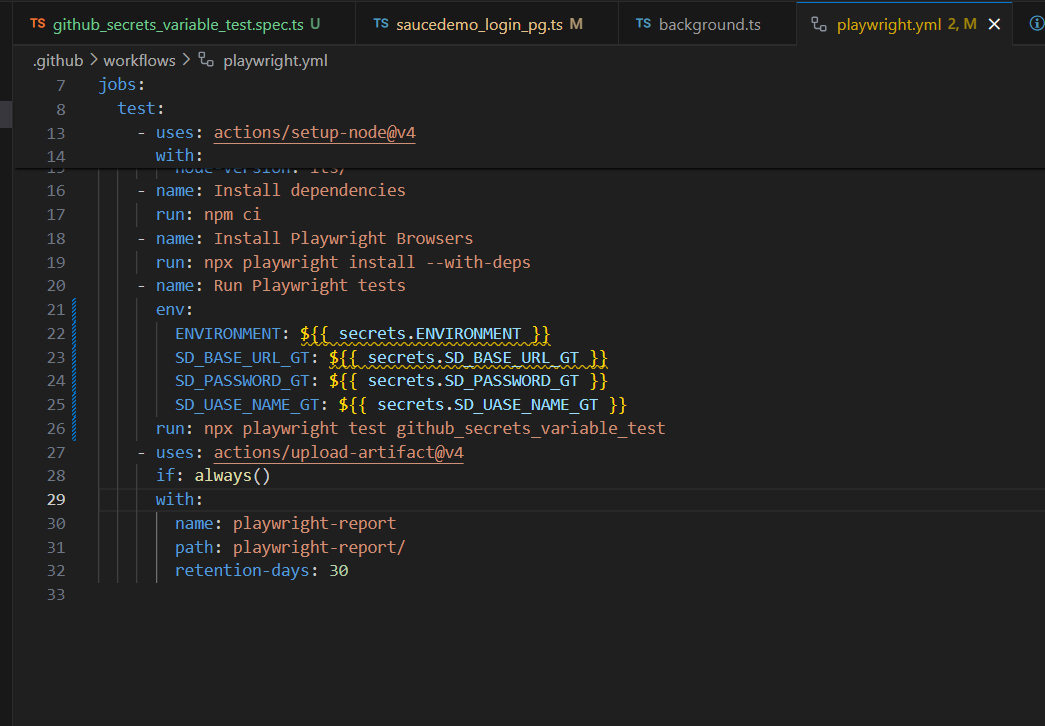 TS github_secrets_variable_test.spec.ts U TS saucedemo_login_pg.ts M TS background.ts playwright.yml 2, M
.github > workflows > playwright.yml
7 jobs:
8 test:
13 - uses: actions/setup-node@v4
14 with:
15 node-version: lts/
16 - name: Install dependencies
17 run: npm ci
18 - name: Install Playwright Browsers
19 run: npx playwright install --with-deps
20 - name: Run Playwright tests
21 env:
22 ENVIRONMENT: ${{ secrets.ENVIRONMENT }}
23 SD_BASE_URL_GT: ${{ secrets.SD_BASE_URL_GT }}
24 SD_PASSWORD_GT: ${{ secrets.SD_PASSWORD_GT }}
25 SD_UASE_NAME_GT: ${{ secrets.SD_UASE_NAME_GT }}
26 run: npx playwright test github_secrets_variable_test
27 - uses: actions/upload-artifact@v4
28 if: always()
29 with:
30 name: playwright-report
31 path: playwright-report/
32 retention-days: 30
33